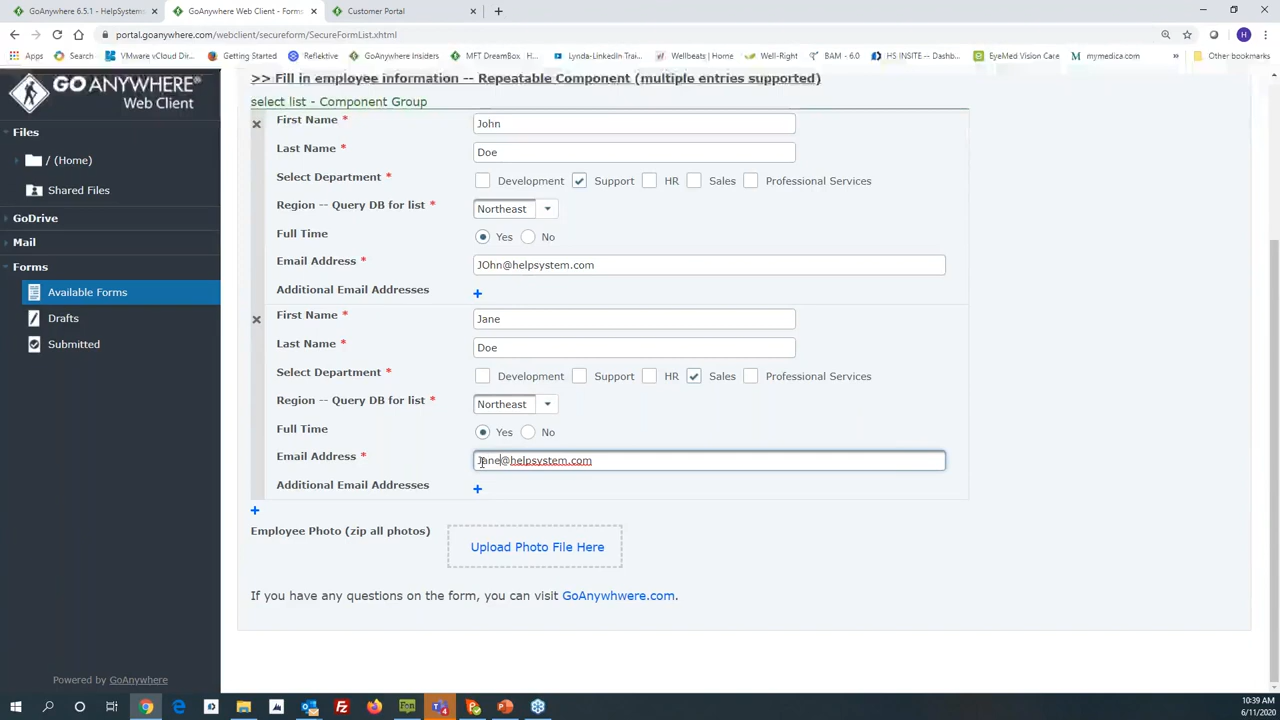 GoAnywhere 6.5.1 - HelpSystems × GoAnywhere Web Client - Forms × Customer Portal × +
portal.goanywhere.com/webclient/secureform/SecureFormList.xhtml
Apps Search VMware vCloud Dir... Getting Started Reflektive GoAnywhere Insiders MFT DreamBox My... Lynda-LinkedIn Trai... Wellbeats | Home Well-Right BAM - 6.0 HS INSITE -- Dashb... EyeMed Vision Care mymedica.com » Other bookmarks
GO ANYWHERE®
Web Client
Files
/ (Home)
Shared Files
GoDrive
Mail
Forms
Available Forms
Drafts
Submitted
Powered by GoAnywhere
>> Fill in employee information -- Repeatable Component (multiple entries supported)
select list - Component Group
First Name * John
Last Name * Doe
Select Department * Development Support HR Sales Professional Services
Region -- Query DB for list * Northeast
Full Time Yes No
Email Address * JOhn@helpsystem.com
Additional Email Addresses +
First Name * Jane
Last Name * Doe
Select Department * Development Support HR Sales Professional Services
Region -- Query DB for list * Northeast
Full Time Yes No
Email Address * Jane@helpsystem.com
Additional Email Addresses +
+
Employee Photo (zip all photos) Upload Photo File Here
If you have any questions on the form, you can visit GoAnywhwere.com.
10:39 AM
6/11/2020